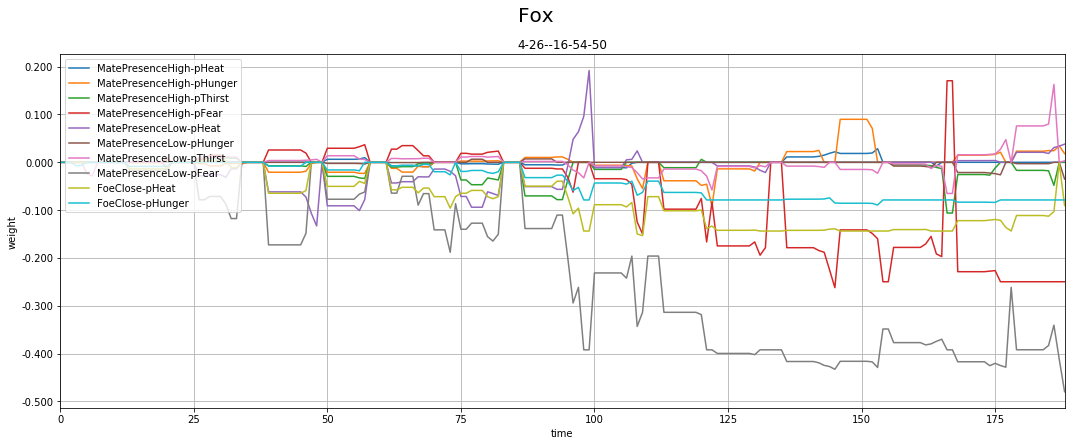 Fox
4-26--16-54-50
0.200
0.100
0.000
-0.100
-0.200
-0.300
-0.400
-0.500
weight
MatePresenceHigh-pHeat
MatePresenceHigh-pHunger
MatePresenceHigh-pThirst
MatePresenceHigh-pFear
MatePresenceLow-pHeat
MatePresenceLow-pHunger
MatePresenceLow-pThirst
MatePresenceLow-pFear
FoeClose-pHeat
FoeClose-pHunger
0 25 50 75 100 125 150 175
time